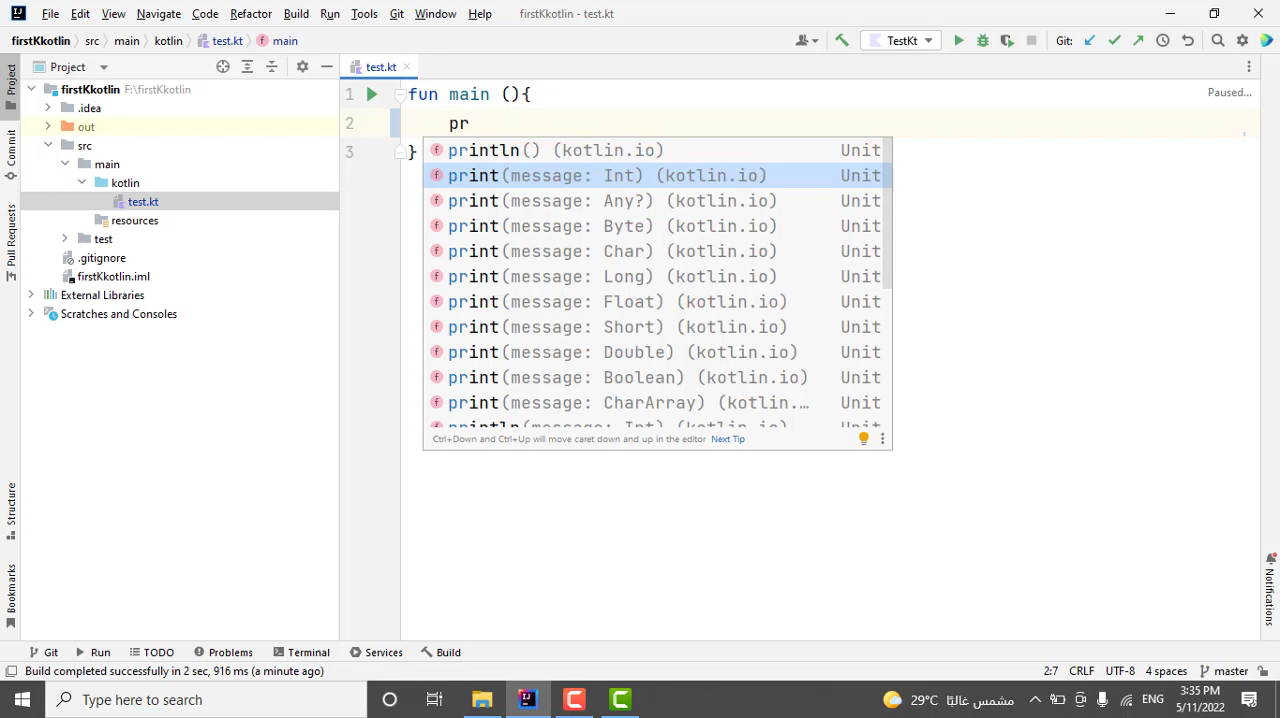 File Edit View Navigate Code Refactor Build Run Tools Git Window Help firstKkotlin - test.kt
firstKkotlin src main kotlin test.kt main TestKt Git:
Project
Project
test.kt
firstKkotlin F:\firstKkotlin
.idea
out
src
main
kotlin
test.kt
resources
test
.gitignore
firstKkotlin.iml
External Libraries
Scratches and Consoles
Commit
Pull Requests
Structure
Bookmarks
1 fun main (){
Paused...
2 pr
3 }
println() (kotlin.io) Unit
print(message: Int) (kotlin.io) Unit
print(message: Any?) (kotlin.io) Unit
print(message: Byte) (kotlin.io) Unit
print(message: Char) (kotlin.io) Unit
print(message: Long) (kotlin.io) Unit
print(message: Float) (kotlin.io) Unit
print(message: Short) (kotlin.io) Unit
print(message: Double) (kotlin.io) Unit
print(message: Boolean) (kotlin.io) Unit
print(message: CharArray) (kotlin.... Unit
println(message: Int) (kotlin.io) Unit
Ctrl+Down and Ctrl+Up will move caret down and up in the editor Next Tip
Notifications
Git Run TODO Problems Terminal Services Build
Build completed successfully in 2 sec, 916 ms (a minute ago) 2:7 CRLF UTF-8 4 spaces master
Type here to search
29°C مشمس غالبًا
ENG
3:35 PM
5/11/2022